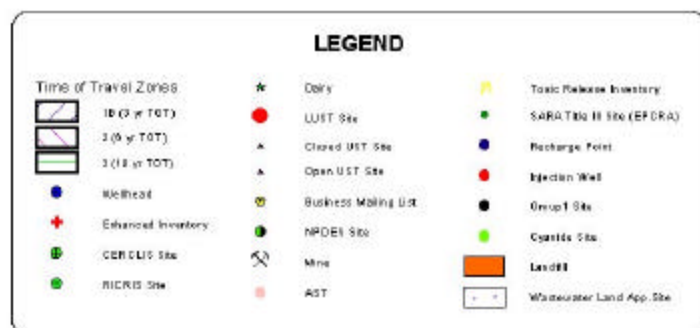 LEGEND
Time of Travel Zones
1B (3 yr TOT)
2 (6 yr TOT)
3 (10 yr TOT)
Wellhead
Enhanced Inventory
CERCLIS Site
RICRIS Site
Dairy
LUST Site
Closed UST Site
Open UST Site
Business Mailing List
NPDES Site
Mine
AST
Toxic Release Inventory
SARA Title III Site (EPCRA)
Recharge Point
Injection Well
Group1 Site
Cyanide Site
Landfill
Wastewater Land App. Site